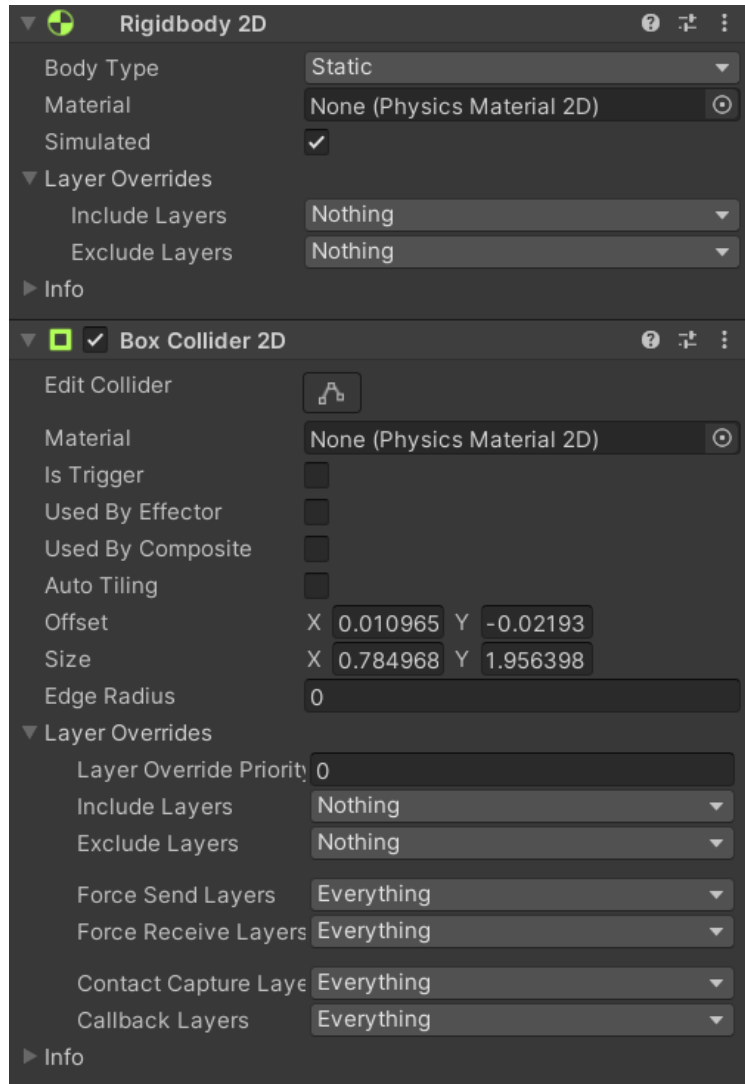 Rigidbody 2D
Body Type Static
Material None (Physics Material 2D)
Simulated
Layer Overrides
Include Layers Nothing
Exclude Layers Nothing
Info
Box Collider 2D
Edit Collider
Material None (Physics Material 2D)
Is Trigger
Used By Effector
Used By Composite
Auto Tiling
Offset X 0.010965 Y -0.02193
Size X 0.784968 Y 1.956398
Edge Radius 0
Layer Overrides
Layer Override Priority 0
Include Layers Nothing
Exclude Layers Nothing
Force Send Layers Everything
Force Receive Layers Everything
Contact Capture Laye Everything
Callback Layers Everything
Info